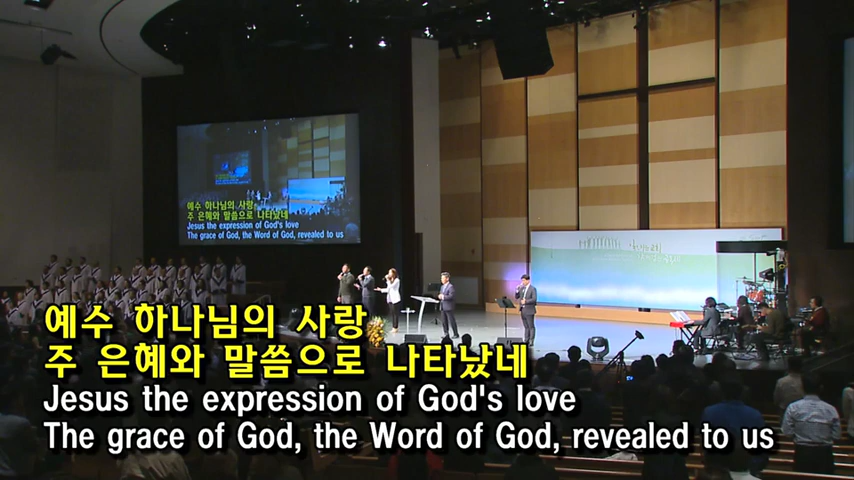 예수 하나님의 사랑
주 은혜와 말씀으로 나타났네
Jesus the expression of God's love
The grace of God, the Word of God, revealed to us
예수 하나님의 사랑
주 은혜와 말씀으로 나타났네
Jesus the expression of God's love
The grace of God, the Word of God, revealed to us